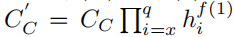 C'_C = C_C ∏_{i=x}^{q} h_i^{f(1)}